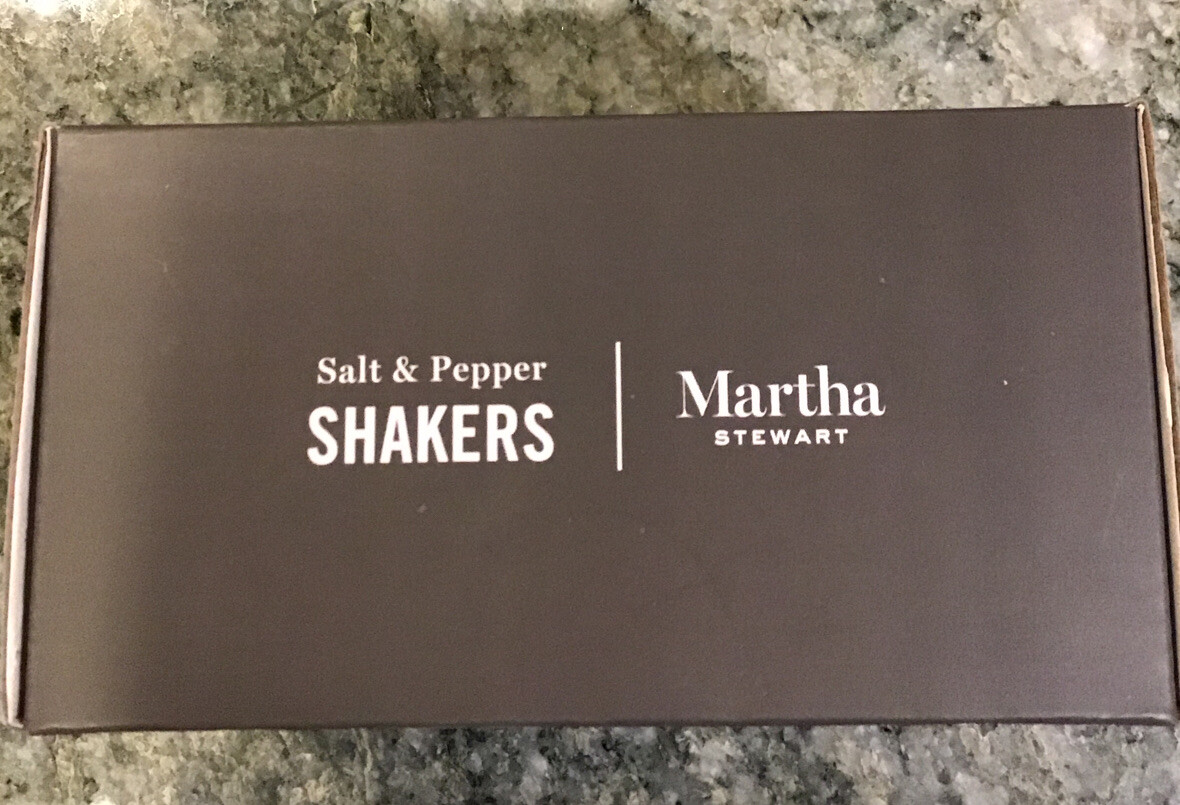 Salt & Pepper
SHAKERS
Martha
STEWART